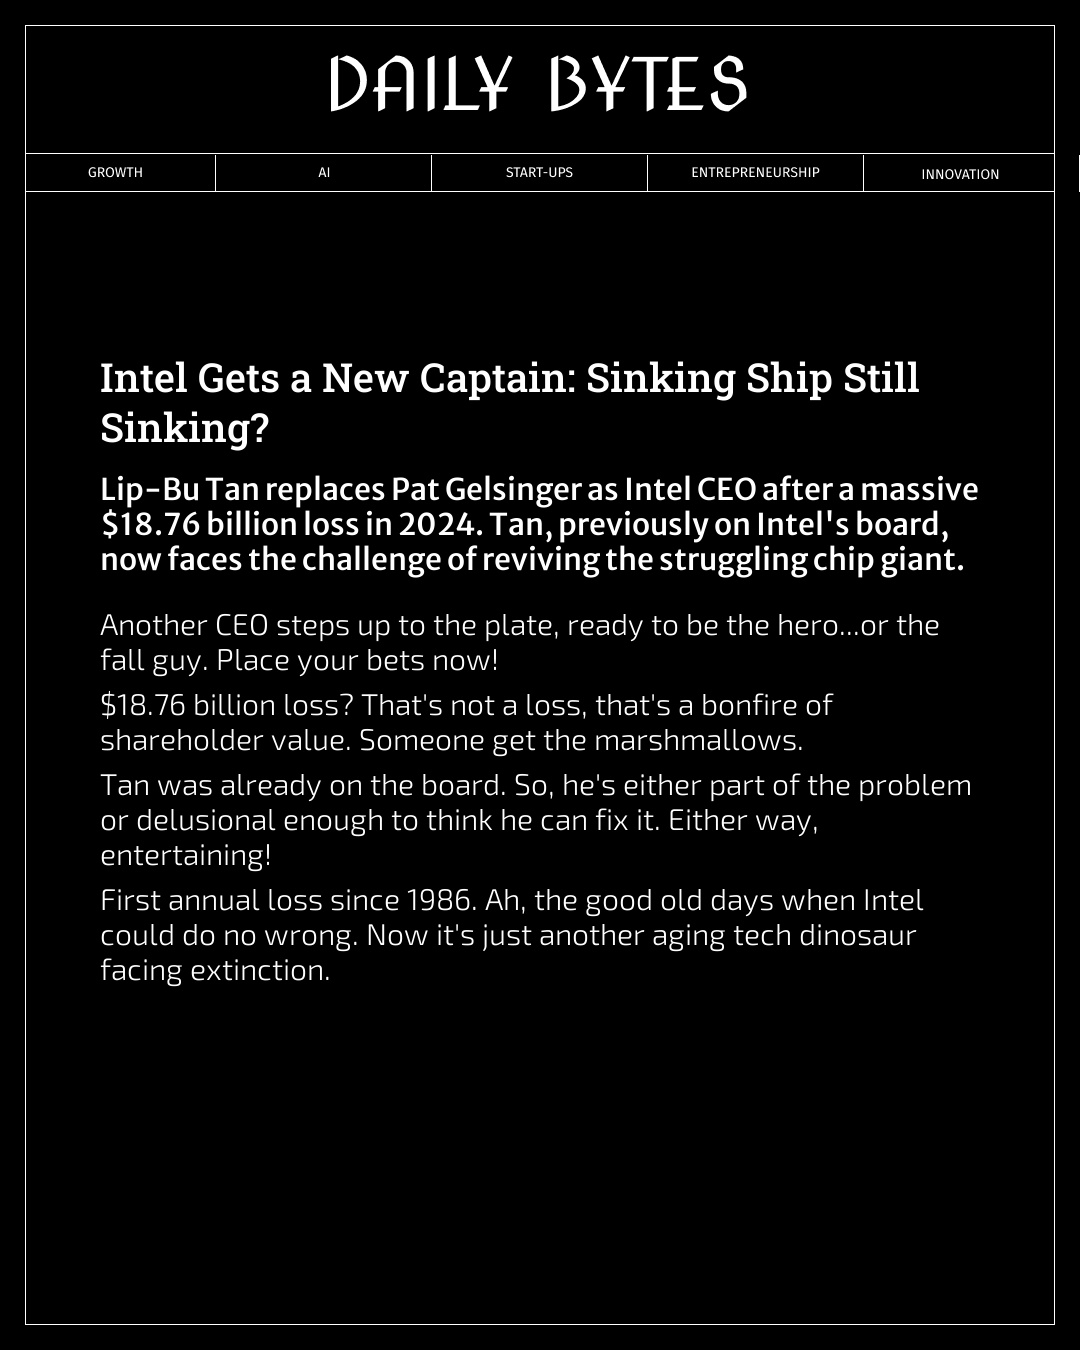 DAILY BYTES
GROWTH
AI
START-UPS
ENTREPRENEURSHIP
INNOVATION
Intel Gets a New Captain: Sinking Ship Still
Sinking?
Lip-Bu Tan replaces Pat Gelsinger as Intel CEO after a massive
$18.76 billion loss in 2024. Tan, previously on Intel's board,
now faces the challenge of reviving the struggling chip giant.
Another CEO steps up to the plate, ready to be the hero...or the
fall guy. Place your bets now!
$18.76 billion loss? That's not a loss, that's a bonfire of
shareholder value. Someone get the marshmallows.
Tan was already on the board. So, he's either part of the problem
or delusional enough to think he can fix it. Either way,
entertaining!
First annual loss since 1986. Ah, the good old days when Intel
could do no wrong. Now it's just another aging tech dinosaur
facing extinction.